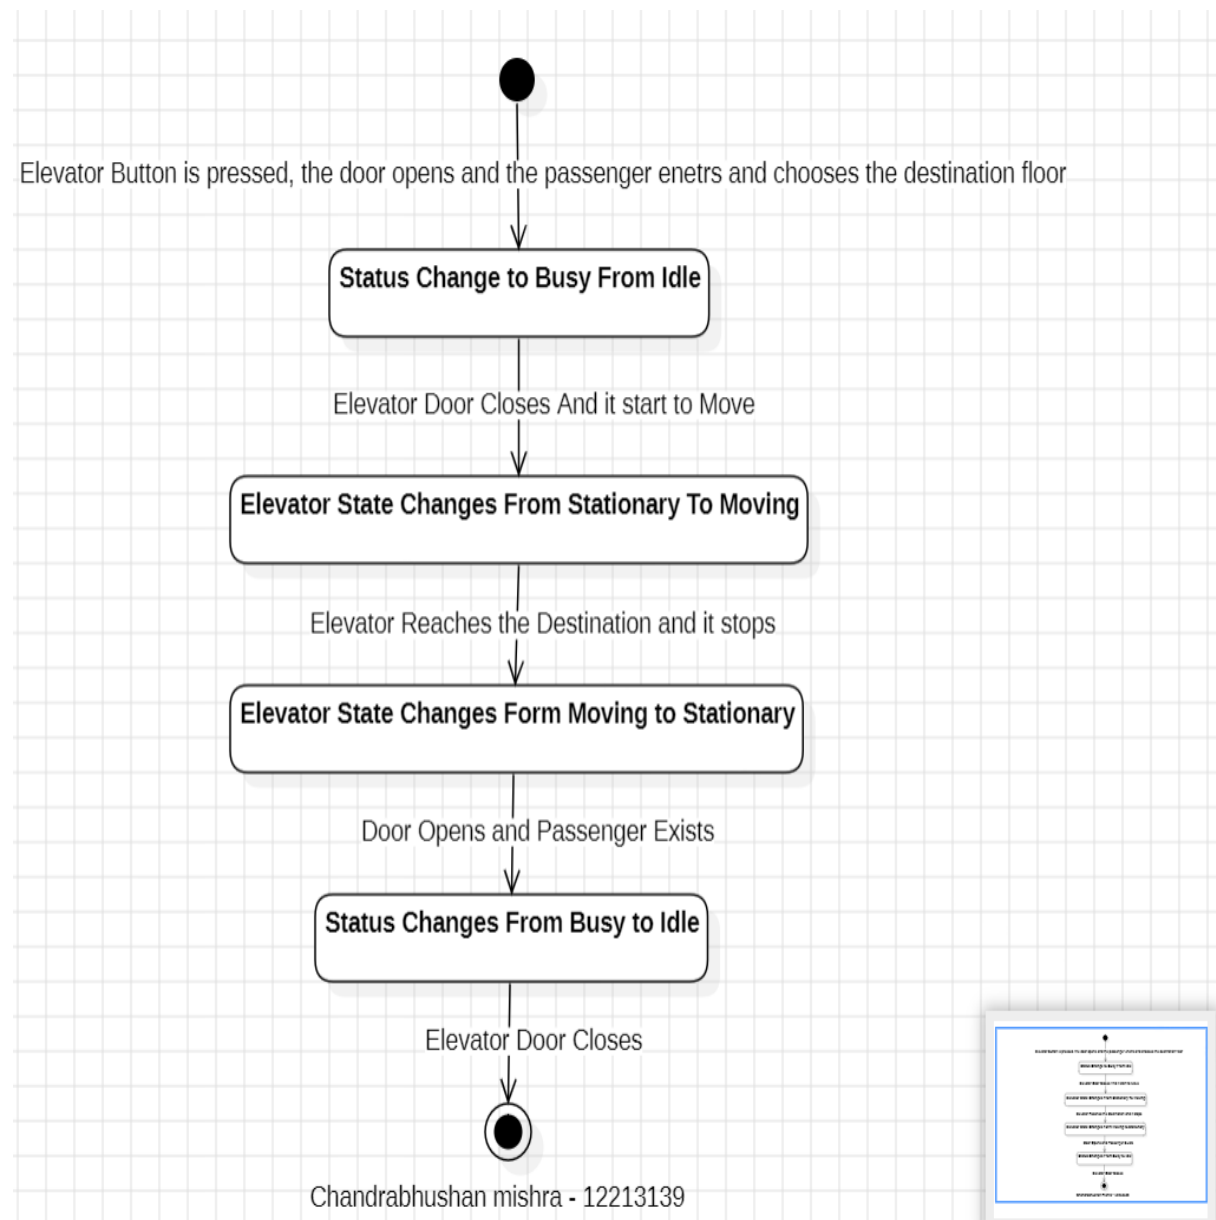 Elevator Button is pressed, the door opens and the passenger enetrs and chooses the destination floor
Status Change to Busy From Idle
Elevator Door Closes And it start to Move
Elevator State Changes From Stationary To Moving
Elevator Reaches the Destination and it stops
Elevator State Changes Form Moving to Stationary
Door Opens and Passenger Exists
Status Changes From Busy to Idle
Elevator Door Closes
Chandrabhushan mishra - 12213139